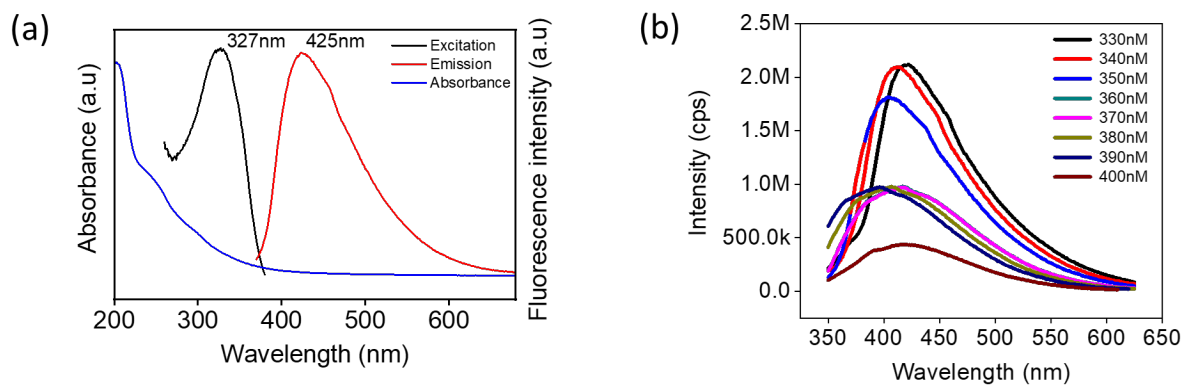 (a)
327nm 425nm
Excitation
Emission
Absorbance
Absorbance (a.u)
Fluorescence intensity (a.u)
200 300 400 500 600
Wavelength (nm)
(b)
2.5M
2.0M
1.5M
1.0M
500.0k
0.0
Intensity (cps)
330nM
340nM
350nM
360nM
370nM
380nM
390nM
400nM
350 400 450 500 550 600 650
Wavelength (nm)